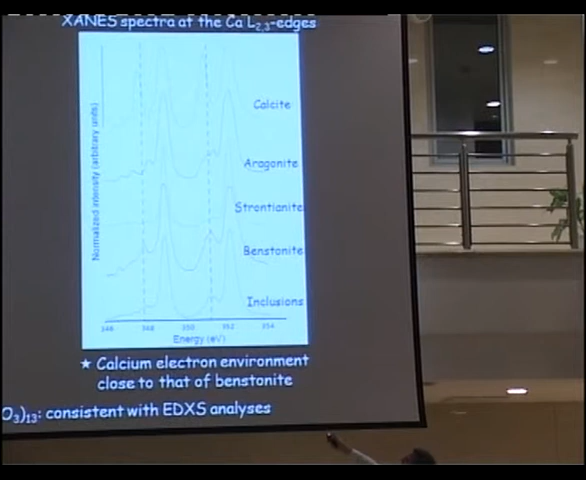 XANES spectra at the Ca L2,3-edges
Normalized intensity (arbitrary units)
Calcite
Aragonite
Strontianite
Benstonite
Inclusions
346 348 350 352 354
Energy (eV)
★ Calcium electron environment
close to that of benstonite
O3)13: consistent with EDXS analyses